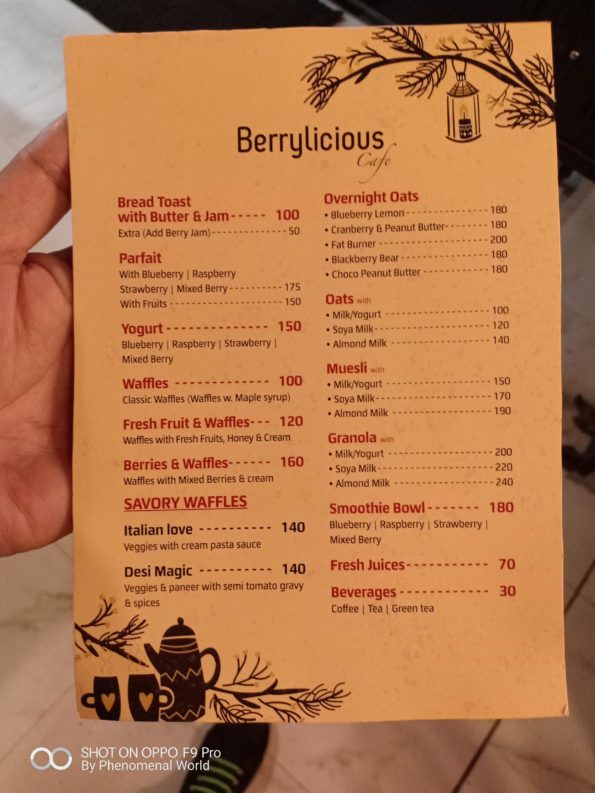 Berrylicious
Cafe
Bread Toast
with Butter & Jam----- 100
Extra (Add Berry Jam)------------------ 50
Parfait
With Blueberry | Raspberry
Strawberry | Mixed Berry ----------- 175
With Fruits ------------------------ 150
Yogurt -------------- 150
Blueberry | Raspberry | Strawberry |
Mixed Berry
Waffles ------------- 100
Classic Waffles (Waffles w. Maple syrup)
Fresh Fruit & Waffles--- 120
Waffles with Fresh Fruits, Honey & Cream
Berries & Waffles------ 160
Waffles with Mixed Berries & cream
SAVORY WAFFLES
Italian love ---------- 140
Veggies with cream pasta sauce
Desi Magic ---------- 140
Veggies & paneer with semi tomato gravy
& spices
Overnight Oats
• Blueberry Lemon ----------------- 180
• Cranberry & Peanut Butter--------- 180
• Fat Burner ----------------------- 200
• Blackberry Bear------------------- 180
• Choco Peanut Butter -------------- 180
Oats with
• Milk/Yogurt ---------------------- 100
• Soya Milk------------------------- 120
• Almond Milk ---------------------- 140
Muesli with
• Milk/Yogurt ---------------------- 150
• Soya Milk------------------------- 170
• Almond Milk ---------------------- 190
Granola with
• Milk/Yogurt ---------------------- 200
• Soya Milk------------------------- 220
• Almond Milk ---------------------- 240
Smoothie Bowl ------- 180
Blueberry | Raspberry | Strawberry |
Mixed Berry
Fresh Juices----------- 70
Beverages ------------ 30
Coffee | Tea | Green tea
SHOT ON OPPO F9 Pro
By Phenomenal World